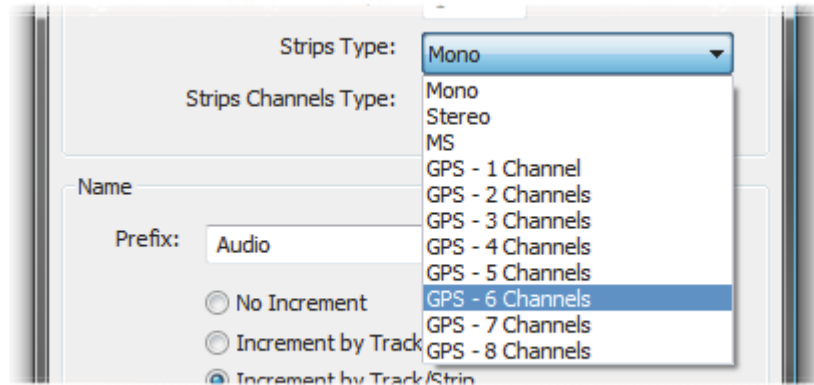 Strips Type:
Mono
Strips Channels Type:
Mono
Stereo
MS
GPS - 1 Channel
GPS - 2 Channels
GPS - 3 Channels
GPS - 4 Channels
GPS - 5 Channels
GPS - 6 Channels
GPS - 7 Channels
GPS - 8 Channels
Name
Prefix:
Audio
No Increment
Increment by Track
Increment by Track/Strip